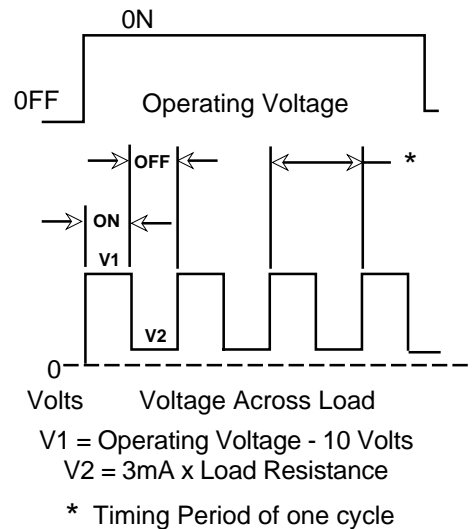 0N
0FF
Operating Voltage
OFF
*
ON
V1
V2
0
Volts
Voltage Across Load
V1 = Operating Voltage - 10 Volts
V2 = 3mA x Load Resistance
* Timing Period of one cycle